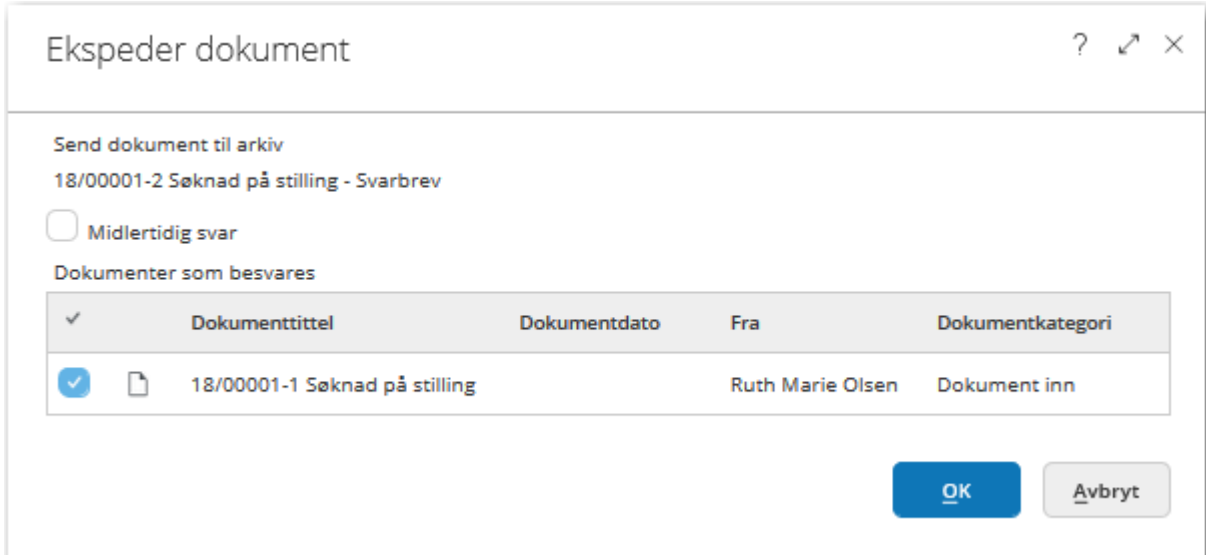 Ekspeder dokument ?
Send dokument til arkiv
18/00001-2 Søknad på stilling - Svarbrev
Midlertidig svar
Dokumenter som besvares
Dokumenttittel Dokumentdato Fra Dokumentkategori
18/00001-1 Søknad på stilling Ruth Marie Olsen Dokument inn
OK Avbryt